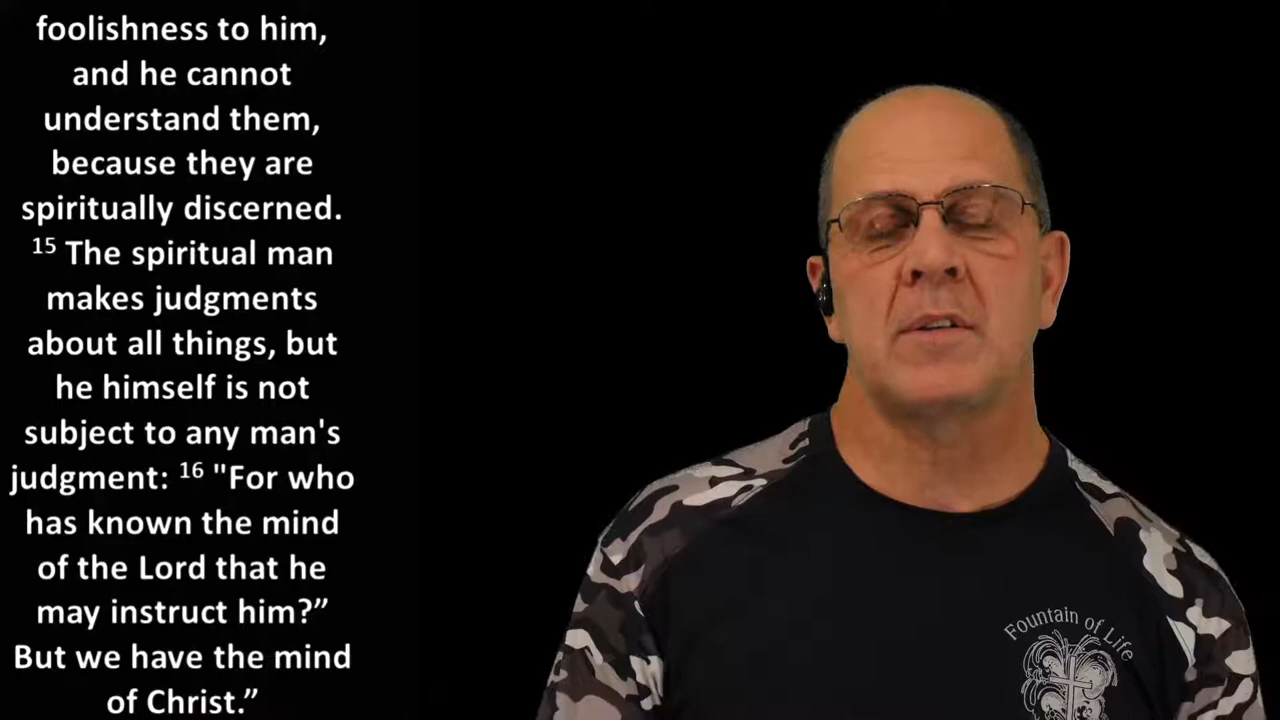 foolishness to him,
and he cannot
understand them,
because they are
spiritually discerned.
15 The spiritual man
makes judgments
about all things, but
he himself is not
subject to any man's
judgment: 16 "For who
has known the mind
of the Lord that he
may instruct him?”
But we have the mind
of Christ.”
Fountain of Life